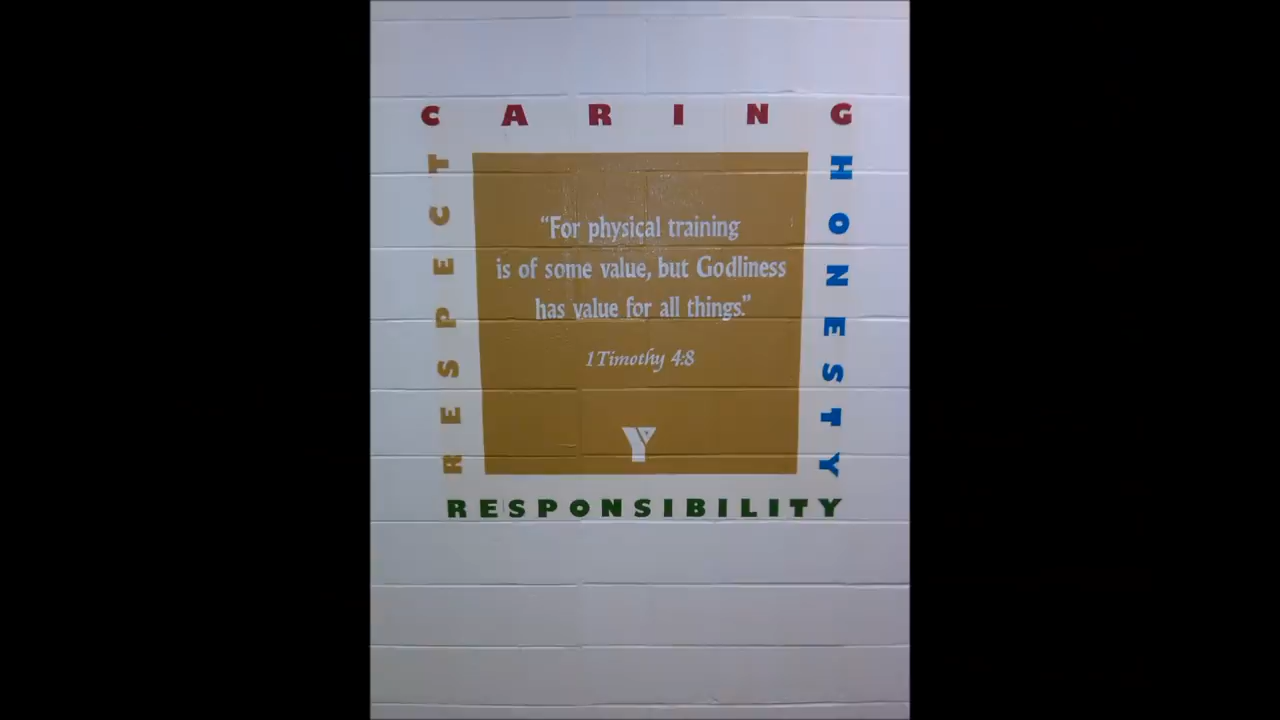 CARING
RESPECT
HONESTY
“For physical training
is of some value, but Godliness
has value for all things.”
1 Timothy 4:8
Y
RESPONSIBILITY